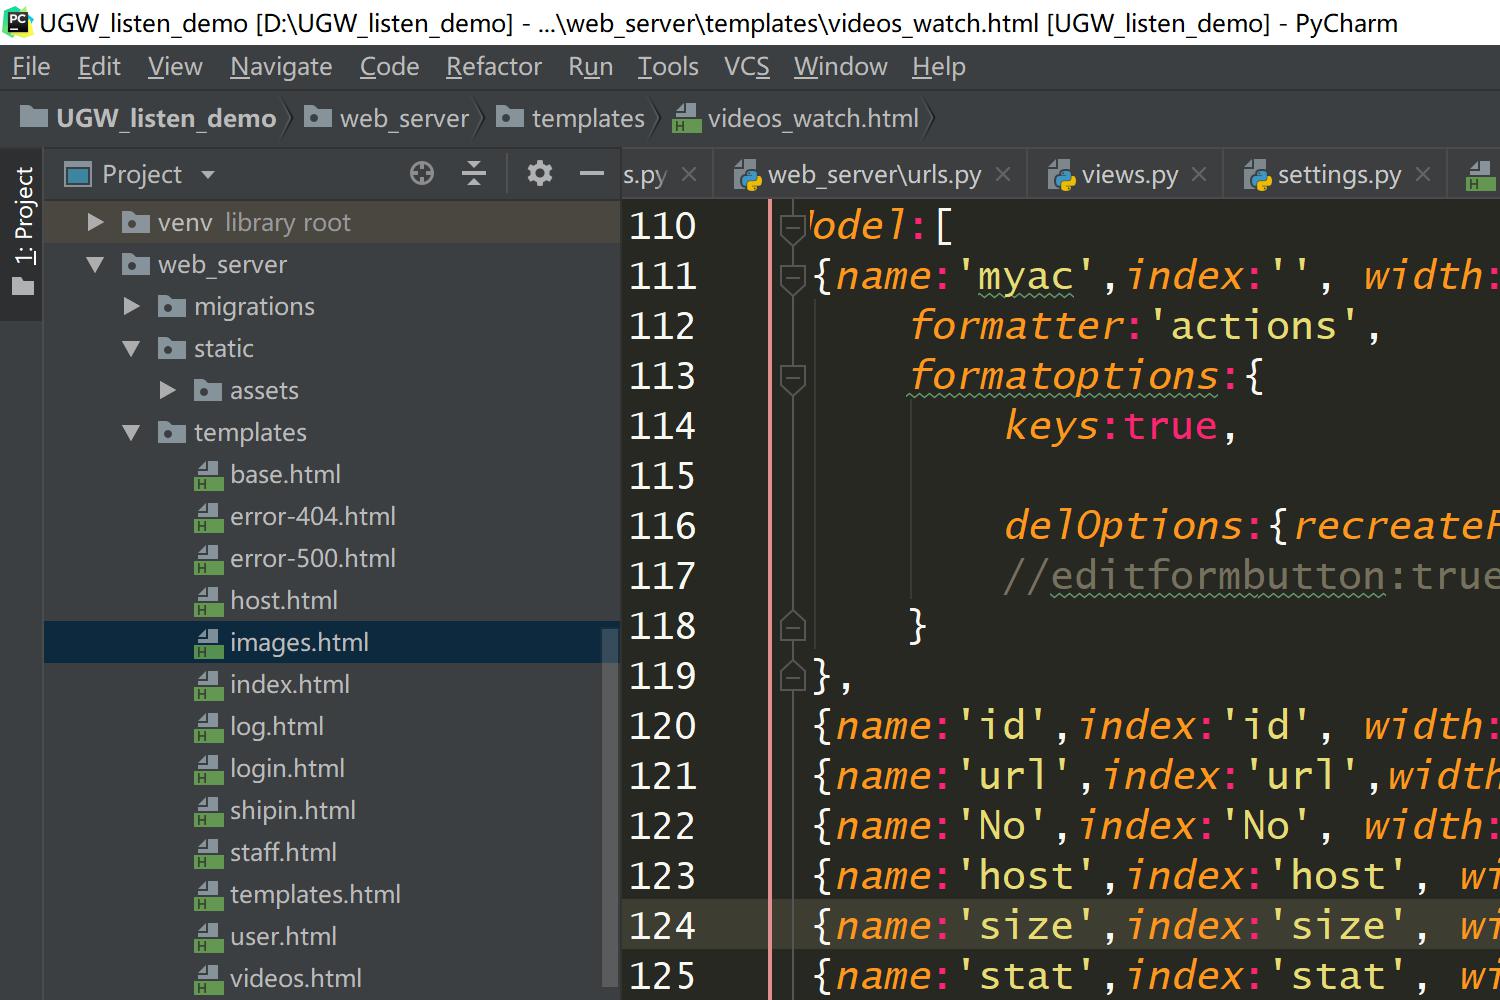 UGW_listen_demo [D:\UGW_listen_demo] - ...\web_server\templates\videos_watch.html [UGW_listen_demo] - PyCharm
File Edit View Navigate Code Refactor Run Tools VCS Window Help
UGW_listen_demo web_server templates videos_watch.html
1: Project
Project
s.py web_server\urls.py views.py settings.py
venv library root
web_server
migrations
static
assets
templates
base.html
error-404.html
error-500.html
host.html
images.html
index.html
log.html
login.html
shipin.html
staff.html
templates.html
user.html
videos.html
110 odel:[
111 {name:'myac',index:'', width:
112 formatter:'actions',
113 formatoptions:{
114 keys:true,
115
116 delOptions:{recreateF
117 //editformbutton:true
118 }
119 },
120 {name:'id',index:'id', width:
121 {name:'url',index:'url',width
122 {name:'No',index:'No', width:
123 {name:'host',index:'host', wi
124 {name:'size',index:'size', wi
125 {name:'stat',index:'stat', wi